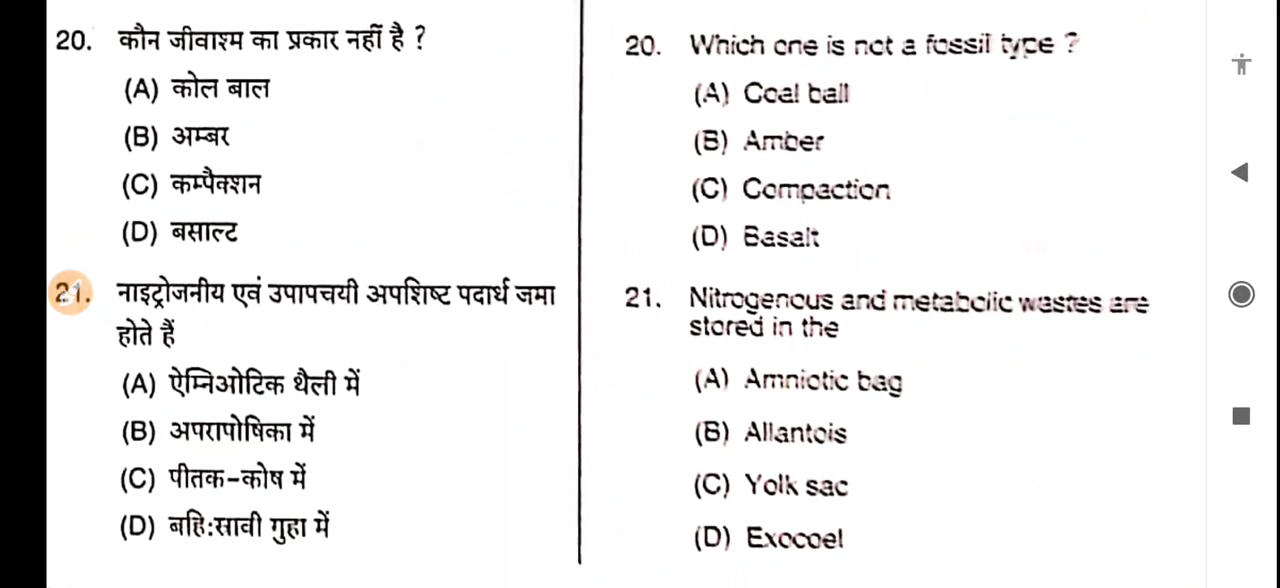 20. कौन जीवाश्म का प्रकार नहीं है ?
(A) कोल बाल
(B) अम्बर
(C) कम्पैक्शन
(D) बसाल्ट
21. नाइट्रोजनीय एवं उपापचयी अपशिष्ट पदार्थ जमा
होते हैं
(A) ऐम्निओटिक थैली में
(B) अपरापोषिका में
(C) पीतक-कोष में
(D) बहि:सावी गुहा में
20. Which one is not a fossil type ?
(A) Coal ball
(B) Amber
(C) Compaction
(D) Basalt
21. Nitrogenous and metabolic wastes are
stored in the
(A) Amniotic bag
(B) Allantois
(C) Yolk sac
(D) Exocoel